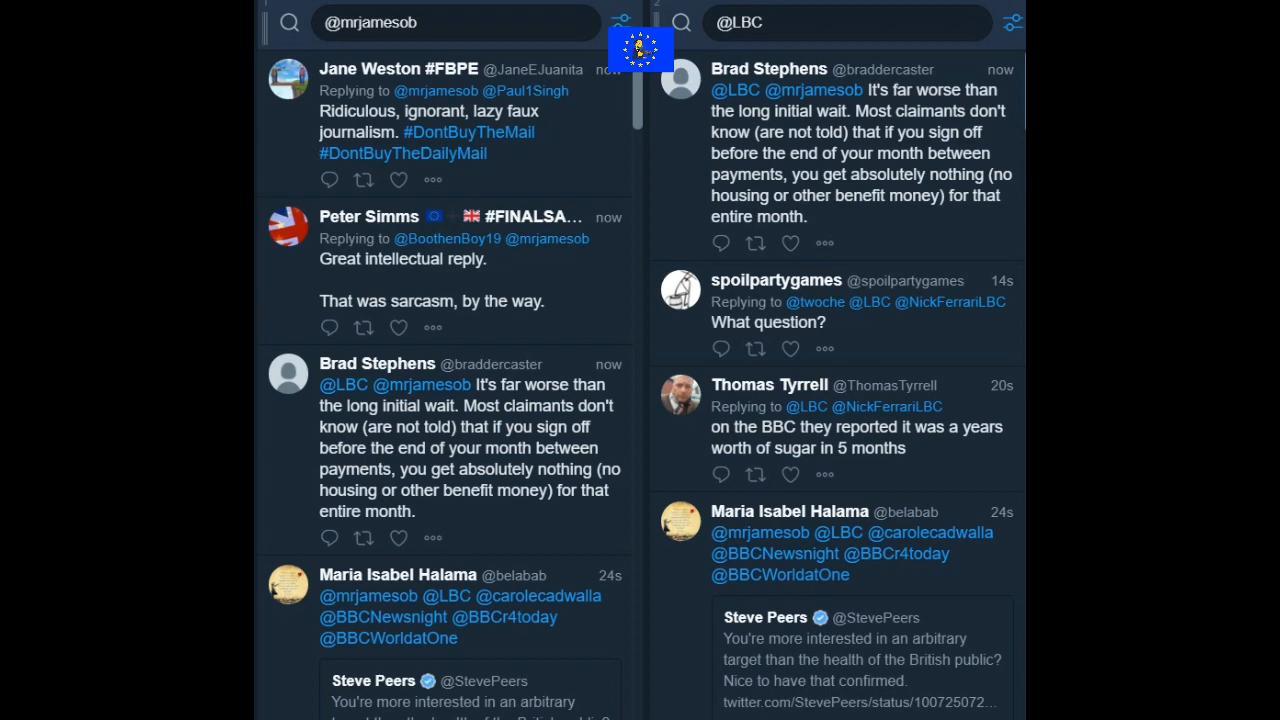 @mrjamesob
Jane Weston #FBPE @JaneEJuanita now
Replying to @mrjamesob @Paul1Singh
Ridiculous, ignorant, lazy faux
journalism. #DontBuyTheMail
#DontBuyTheDailyMail
Peter Simms 🇪🇺 🇬🇧 #FINALSA... now
Replying to @BoothenBoy19 @mrjamesob
Great intellectual reply.
That was sarcasm, by the way.
Brad Stephens @braddercaster now
@LBC @mrjamesob It's far worse than
the long initial wait. Most claimants don't
know (are not told) that if you sign off
before the end of your month between
payments, you get absolutely nothing (no
housing or other benefit money) for that
entire month.
Maria Isabel Halama @belabab 24s
@mrjamesob @LBC @carolecadwalla
@BBCNewsnight @BBCr4today
@BBCWorldatOne
Steve Peers @StevePeers
You're more interested in an arbitrary
target than the health of the British public?
2
@LBC
Brad Stephens @braddercaster now
@LBC @mrjamesob It's far worse than
the long initial wait. Most claimants don't
know (are not told) that if you sign off
before the end of your month between
payments, you get absolutely nothing (no
housing or other benefit money) for that
entire month.
spoilpartygames @spoilpartygames 14s
Replying to @twoche @LBC @NickFerrariLBC
What question?
Thomas Tyrrell @ThomasTyrrell 20s
Replying to @LBC @NickFerrariLBC
on the BBC they reported it was a years
worth of sugar in 5 months
Maria Isabel Halama @belabab 24s
@mrjamesob @LBC @carolecadwalla
@BBCNewsnight @BBCr4today
@BBCWorldatOne
Steve Peers @StevePeers
You're more interested in an arbitrary
target than the health of the British public?
Nice to have that confirmed.
twitter.com/StevePeers/status/100725072...